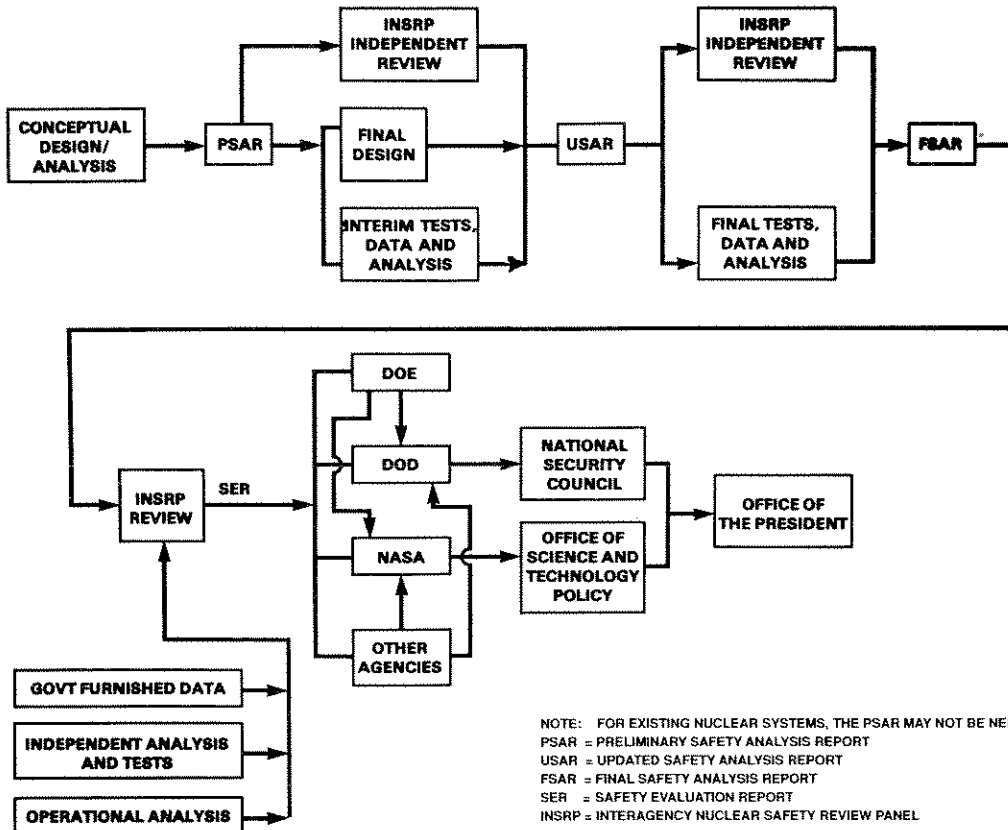 INSRP
INDEPENDENT
REVIEW
INSRP
INDEPENDENT
REVIEW
CONCEPTUAL
DESIGN/
ANALYSIS
PSAR
FINAL
DESIGN
USAR
FSAR
INTERIM TESTS,
DATA AND
ANALYSIS
FINAL TESTS,
DATA AND
ANALYSIS
DOE
DOD
NATIONAL
SECURITY
COUNCIL
INSRP
REVIEW
SER
OFFICE OF
THE PRESIDENT
NASA
OFFICE OF
SCIENCE AND
TECHNOLOGY
POLICY
OTHER
AGENCIES
GOVT FURNISHED DATA
INDEPENDENT ANALYSIS
AND TESTS
OPERATIONAL ANALYSIS
NOTE: FOR EXISTING NUCLEAR SYSTEMS, THE PSAR MAY NOT BE
PSAR = PRELIMINARY SAFETY ANALYSIS REPORT
USAR = UPDATED SAFETY ANALYSIS REPORT
FSAR = FINAL SAFETY ANALYSIS REPORT
SER = SAFETY EVALUATION REPORT
INSRP = INTERAGENCY NUCLEAR SAFETY REVIEW PANEL